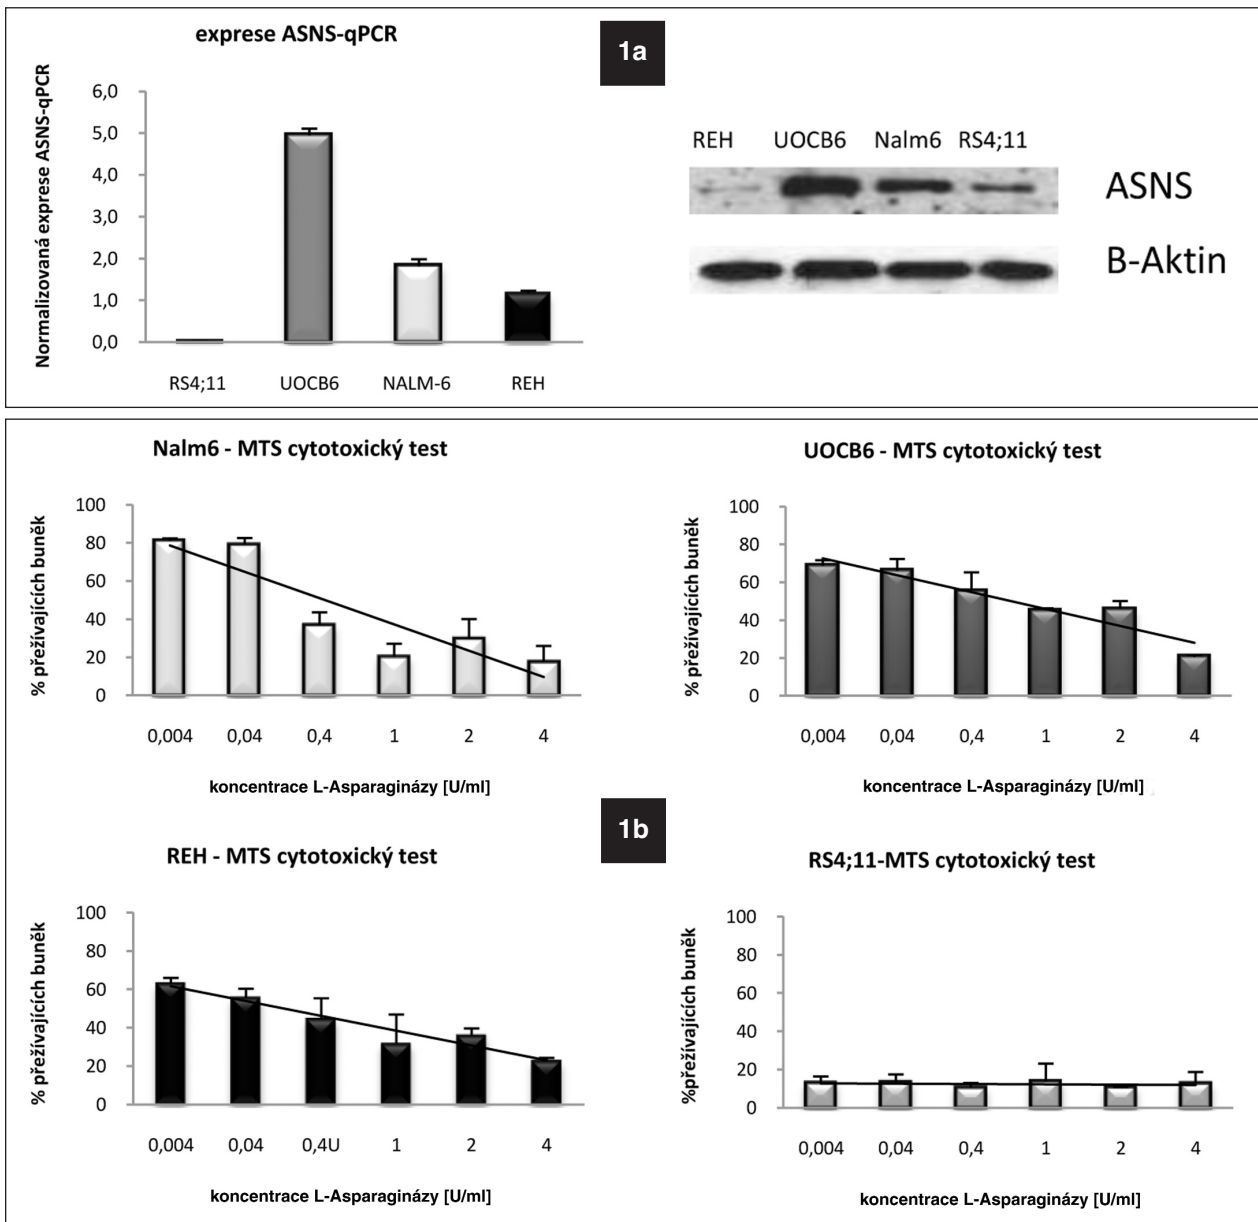 exprese ASNS-qPCR
1a
Normalizovaná exprese ASNS-qPCR
6,0
5,0
4,0
3,0
2,0
1,0
0,0
RS4;11 UOCB6 NALM-6 REH
REH UOCB6 Nalm6 RS4;11
ASNS
B-Aktin
Nalm6 - MTS cytotoxický test
% přežívajících buněk
100
80
60
40
20
0
0,004 0,04 0,4 1 2 4
koncentrace L-Asparaginázy [U/ml]
UOCB6 - MTS cytotoxický test
% přežívajících buněk
100
80
60
40
20
0
0,004 0,04 0,4 1 2 4
koncentrace L-Asparaginázy [U/ml]
1b
REH - MTS cytotoxický test
% přežívajících buněk
100
80
60
40
20
0
0,004 0,04 0,4U 1 2 4
koncentrace L-Asparaginázy [U/ml]
RS4;11-MTS cytotoxický test
%přežívajících buněk
100
80
60
40
20
0
0,004 0,04 0,4 1 2 4
koncentrace L-Asparaginázy [U/ml]